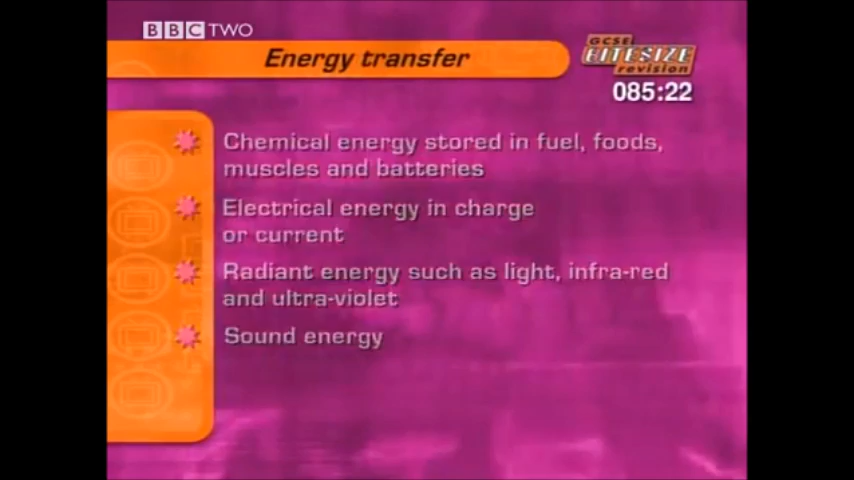 BBC TWO
Energy transfer
GCSE
BITESIZE
revision
085:22
Chemical energy stored in fuel, foods,
muscles and batteries
Electrical energy in charge
or current
Radiant energy such as light, infra-red
and ultra-violet
Sound energy